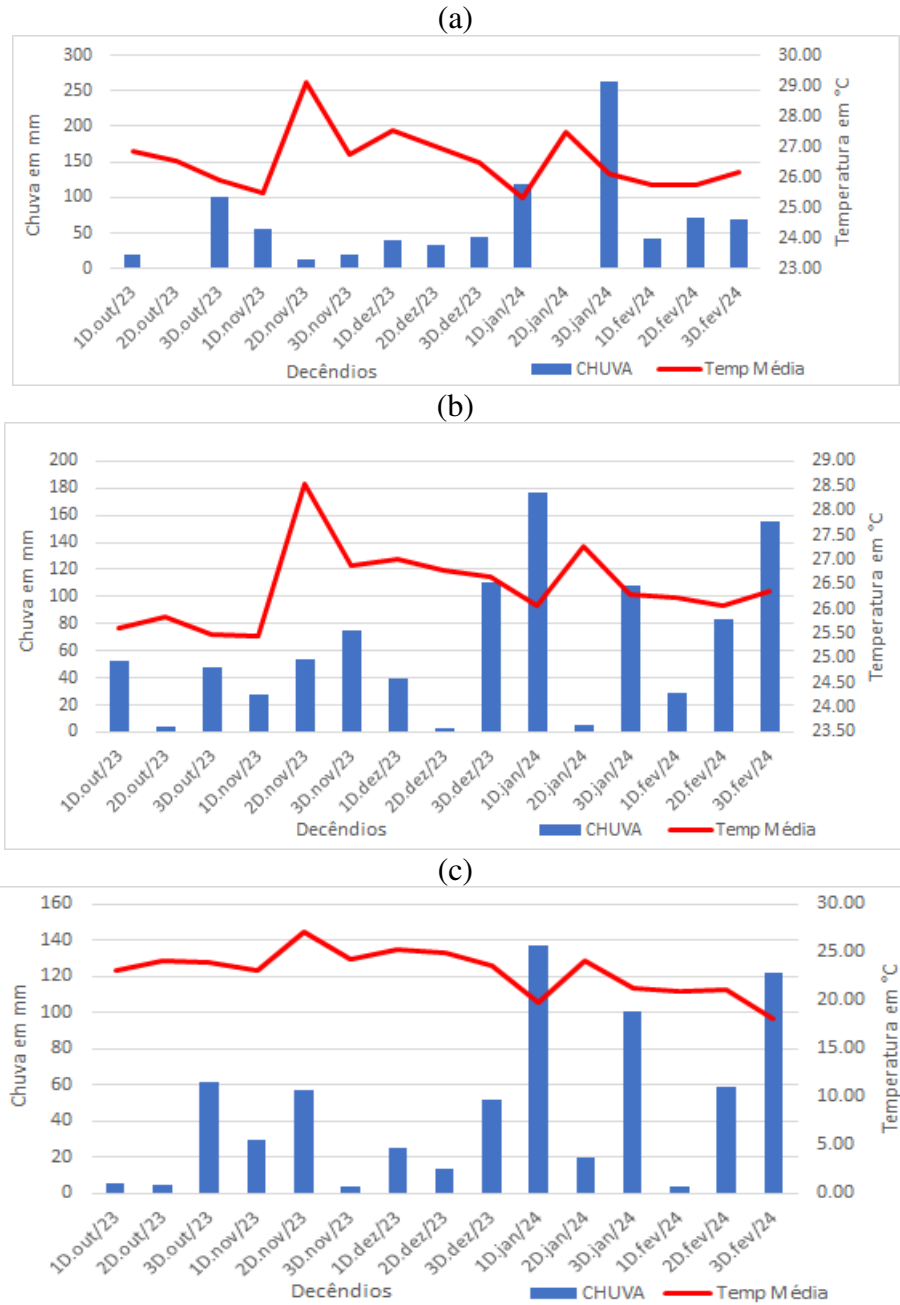 (a)
300
250
200
150
100
50
0
Chuva em mm
30.00
29.00
28.00
27.00
26.00
25.00
24.00
23.00
Temperatura em °C
1D.out/23
2D.out/23
3D.out/23
1D.nov/23
2D.nov/23
3D.nov/23
1D.dez/23
2D.dez/23
3D.dez/23
1D.jan/24
2D.jan/24
3D.jan/24
1D.fev/24
2D.fev/24
3D.fev/24
Decêndios
CHUVA
Temp Média
(b)
200
180
160
140
120
100
80
60
40
20
0
Chuva em mm
29.00
28.50
28.00
27.50
27.00
26.50
26.00
25.50
25.00
24.50
24.00
23.50
Temperatura em °C
1D.out/23
2D.out/23
3D.out/23
1D.nov/23
2D.nov/23
3D.nov/23
1D.dez/23
2D.dez/23
3D.dez/23
1D.jan/24
2D.jan/24
3D.jan/24
1D.fev/24
2D.fev/24
3D.fev/24
Decêndios
CHUVA
Temp Média
(c)
160
140
120
100
80
60
40
20
0
Chuva em mm
30.00
25.00
20.00
15.00
10.00
5.00
0.00
Temperatura em °C
1D.out/23
2D.out/23
3D.out/23
1D.nov/23
2D.nov/23
3D.nov/23
1D.dez/23
2D.dez/23
3D.dez/23
1D.jan/24
2D.jan/24
3D.jan/24
1D.fev/24
2D.fev/24
3D.fev/24
Decêndios
CHUVA
Temp Média